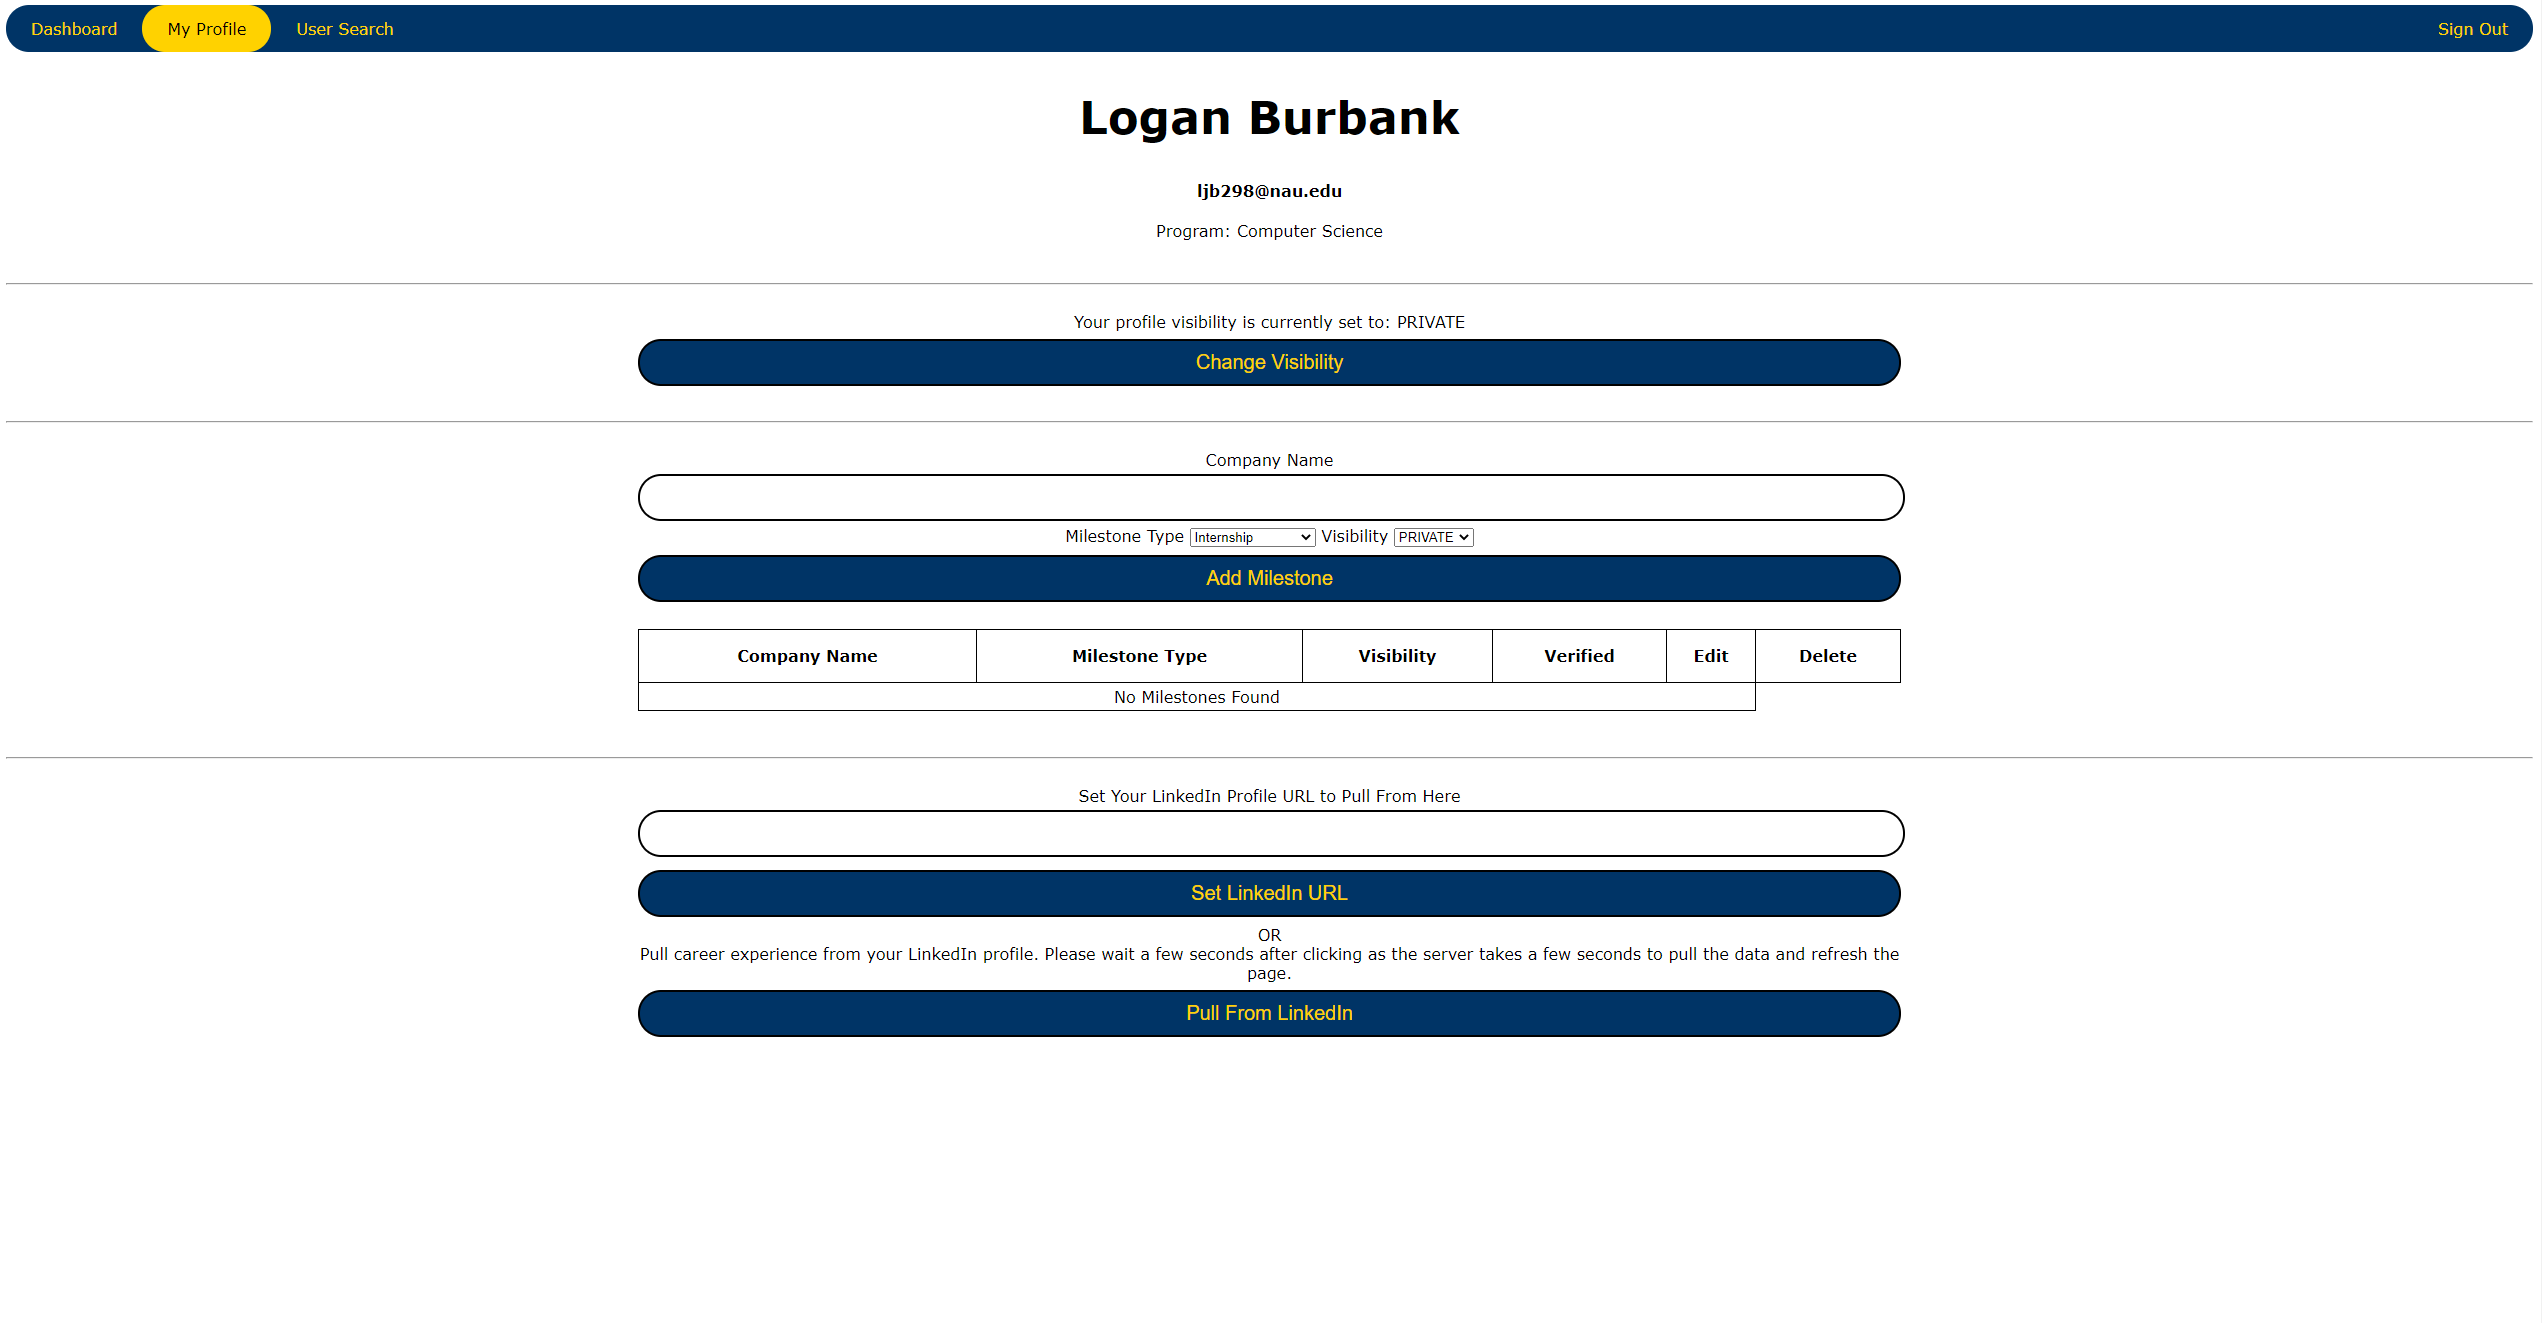 Dashboard My Profile User Search Sign Out
Logan Burbank
ljb298@nau.edu
Program: Computer Science
Your profile visibility is currently set to: PRIVATE
Change Visibility
Company Name
Milestone Type Internship Visibility PRIVATE
Add Milestone
Company Name Milestone Type Visibility Verified Edit Delete
No Milestones Found
Set Your LinkedIn Profile URL to Pull From Here
Set LinkedIn URL
OR
Pull career experience from your LinkedIn profile. Please wait a few seconds after clicking as the server takes a few seconds to pull the data and refresh the
page.
Pull From LinkedIn